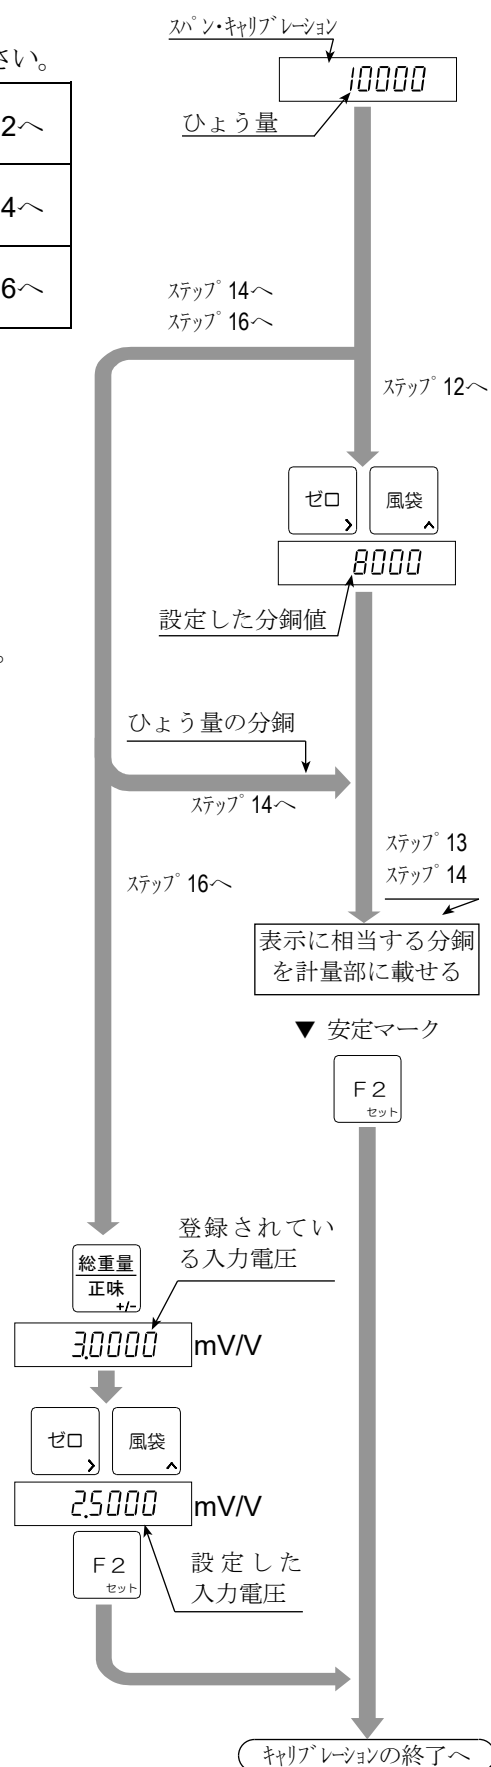 スパン・キャリブレーション
さい。
10000
2へ
ひょう量
4へ
6へ
ステップ 14へ
ステップ 16へ
ステップ 12へ
ゼロ
風袋
8000
設定した分銅値
。
ひょう量の分銅
ステップ 14へ
ステップ 13
ステップ 14
ステップ 16へ
表示に相当する分銅
を計量部に載せる
▼ 安定マーク
F2
セット
登録されてい
る入力電圧
総重量
正味
+/-
3.0000 mV/V
ゼロ
風袋
2.5000 mV/V
F2
セット
設定した
入力電圧
キャリブレーションの終了へ